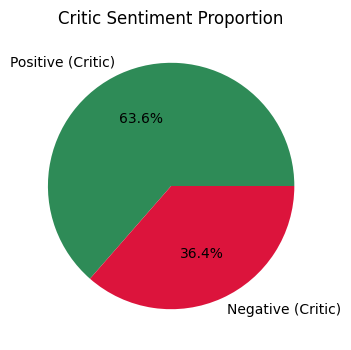 Critic Sentiment Proportion
Positive (Critic)
63.6%
36.4%
Negative (Critic)